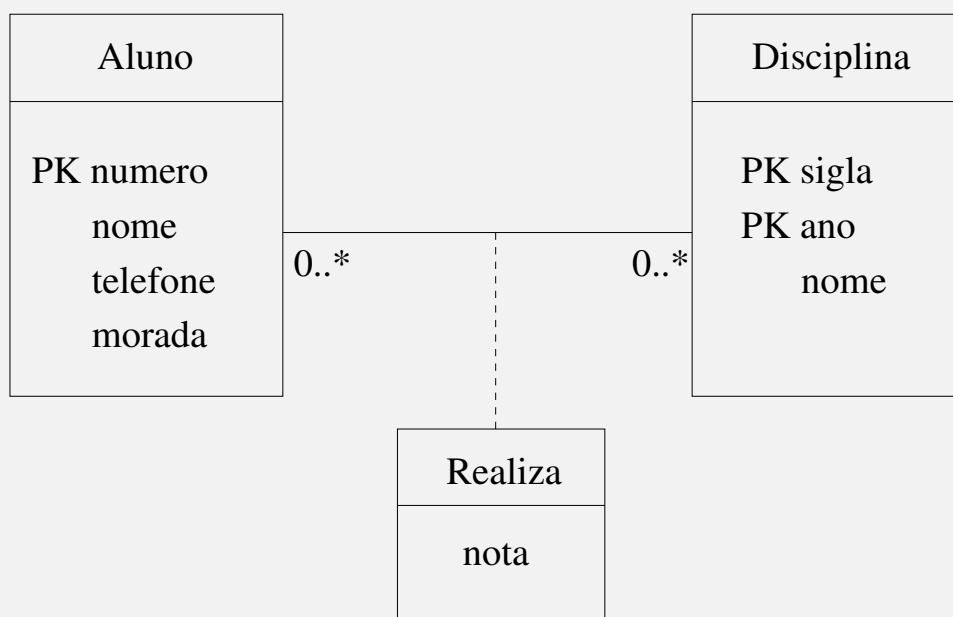 Aluno
PK numero
nome
telefone
morada
0..*
0..*
Disciplina
PK sigla
PK ano
nome
Realiza
nota